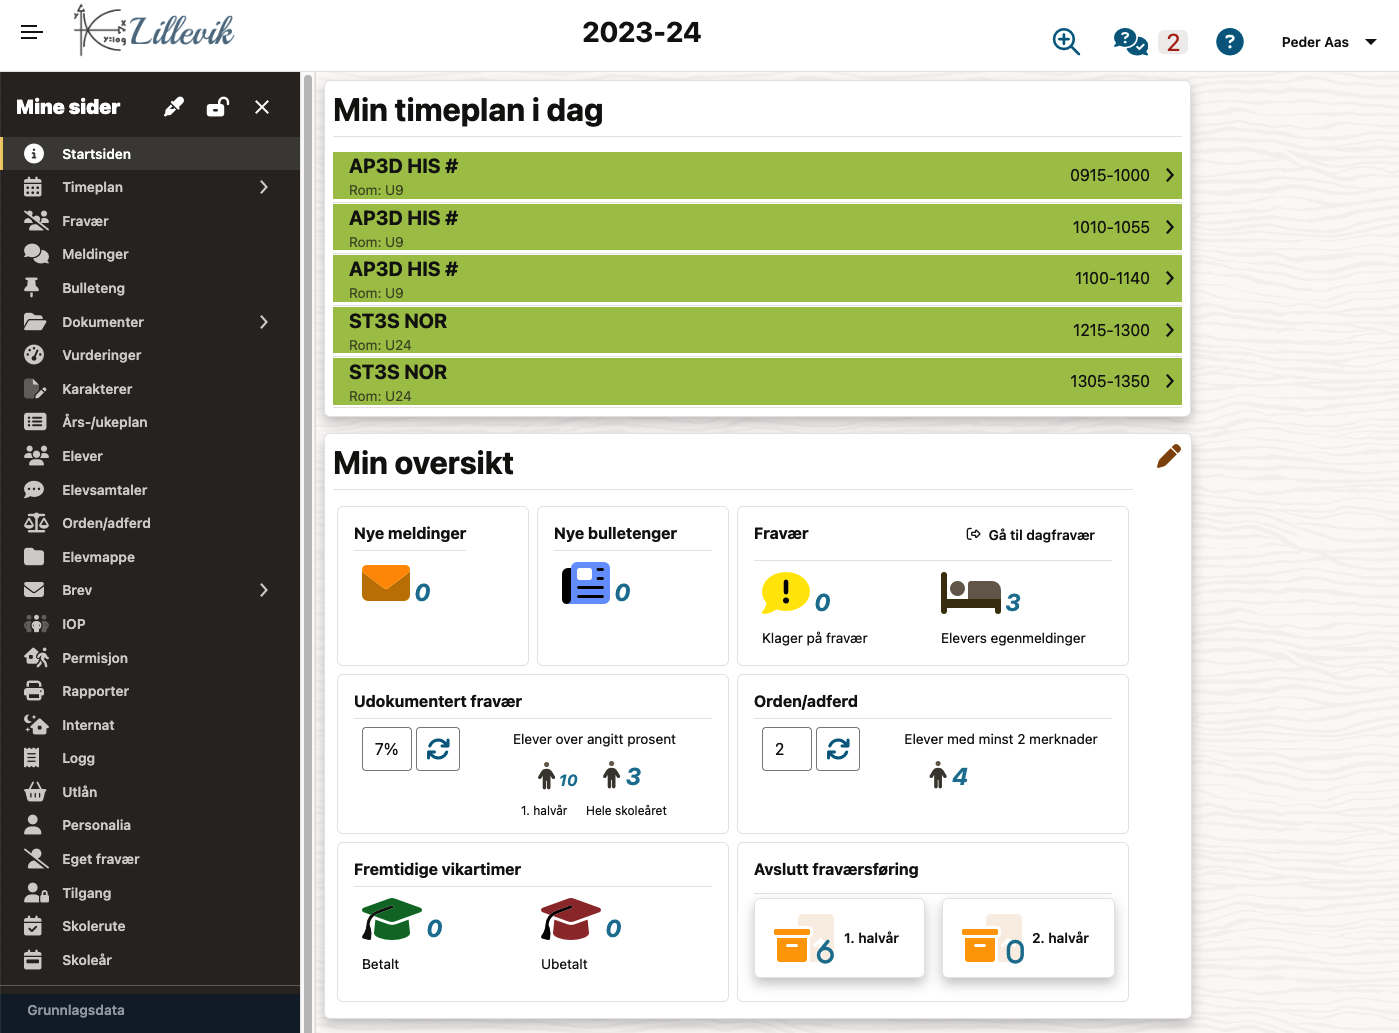 Lillevik
y=log
x
y
2023-24
2
Peder Aas
Mine sider
Startsiden
Timeplan
Fravær
Meldinger
Bulleteng
Dokumenter
Vurderinger
Karakterer
Års-/ukeplan
Elever
Elevsamtaler
Orden/adferd
Elevmappe
Brev
IOP
Permisjon
Rapporter
Internat
Logg
Utlån
Personalia
Eget fravær
Tilgang
Skolerute
Skoleår
Grunnlagsdata
Min timeplan i dag
AP3D HIS #
Rom: U9
0915-1000
AP3D HIS #
Rom: U9
1010-1055
AP3D HIS #
Rom: U9
1100-1140
ST3S NOR
Rom: U24
1215-1300
ST3S NOR
Rom: U24
1305-1350
Min oversikt
Nye meldinger
0
Nye bulletenger
0
Fravær
Gå til dagfravær
0
Klager på fravær
3
Elevers egenmeldinger
Udokumentert fravær
7%
Elever over angitt prosent
10
3
1. halvår
Hele skoleåret
Orden/adferd
2
Elever med minst 2 merknader
4
Fremtidige vikartimer
0
Betalt
0
Ubetalt
Avslutt fraværsføring
6
1. halvår
0
2. halvår